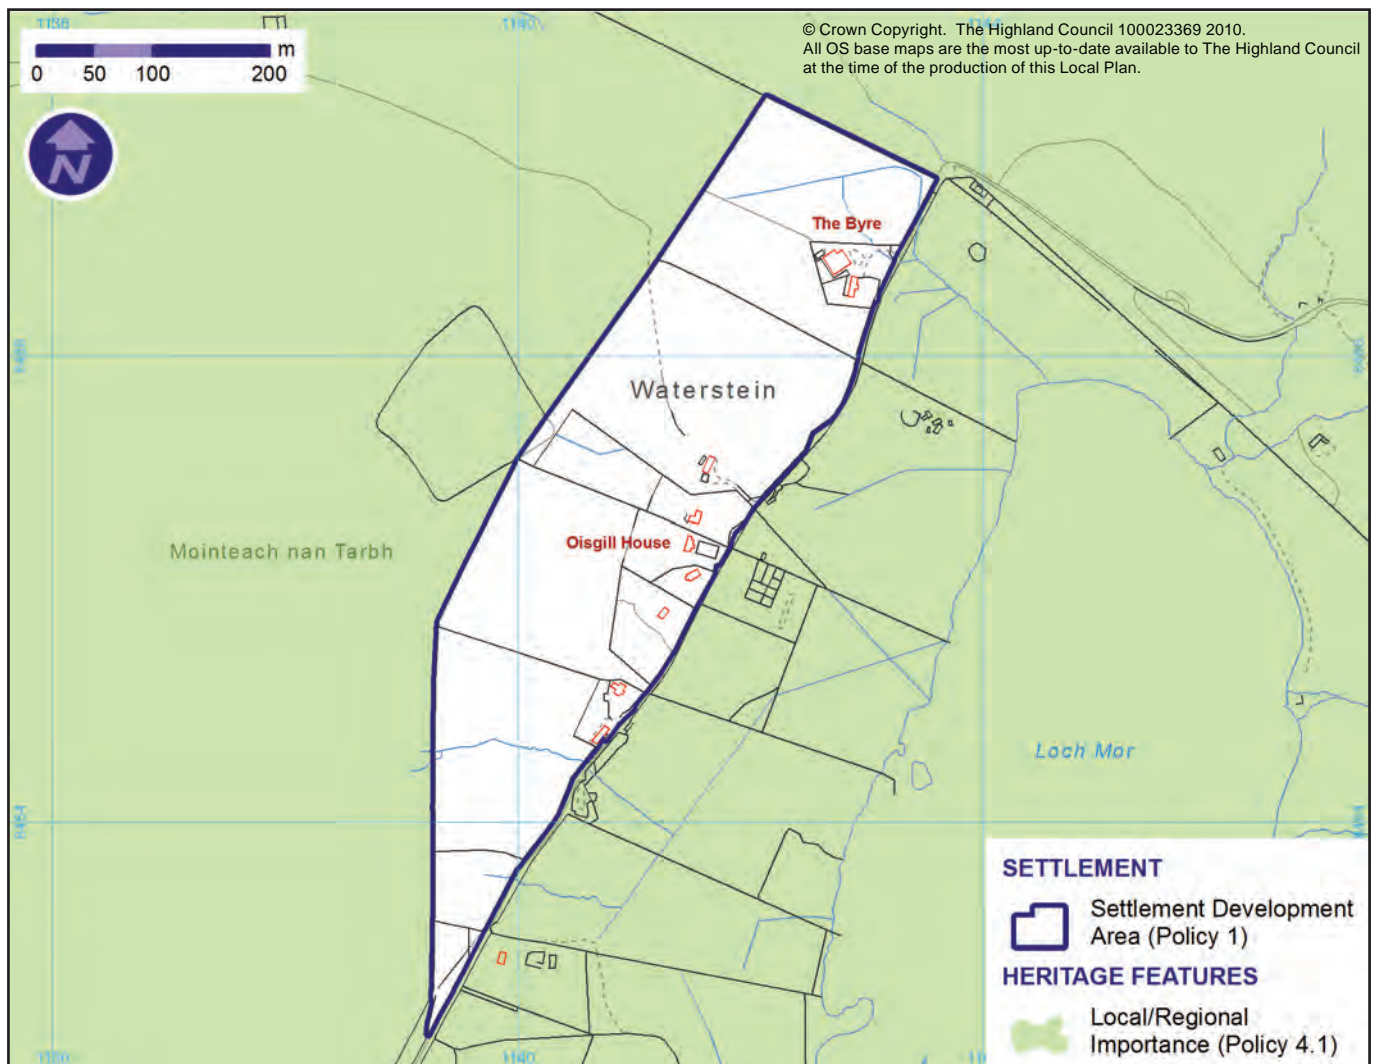 © Crown Copyright. The Highland Council 100023369 2010.
All OS base maps are the most up-to-date available to The Highland Council
at the time of the production of this Local Plan.
m
0 50 100 200
N
1140
The Byre
Waterstein
Oisgill House
Mointeach nan Tarbh
Loch Mor
SETTLEMENT
Settlement Development
Area (Policy 1)
HERITAGE FEATURES
Local/Regional
Importance (Policy 4.1)
1140